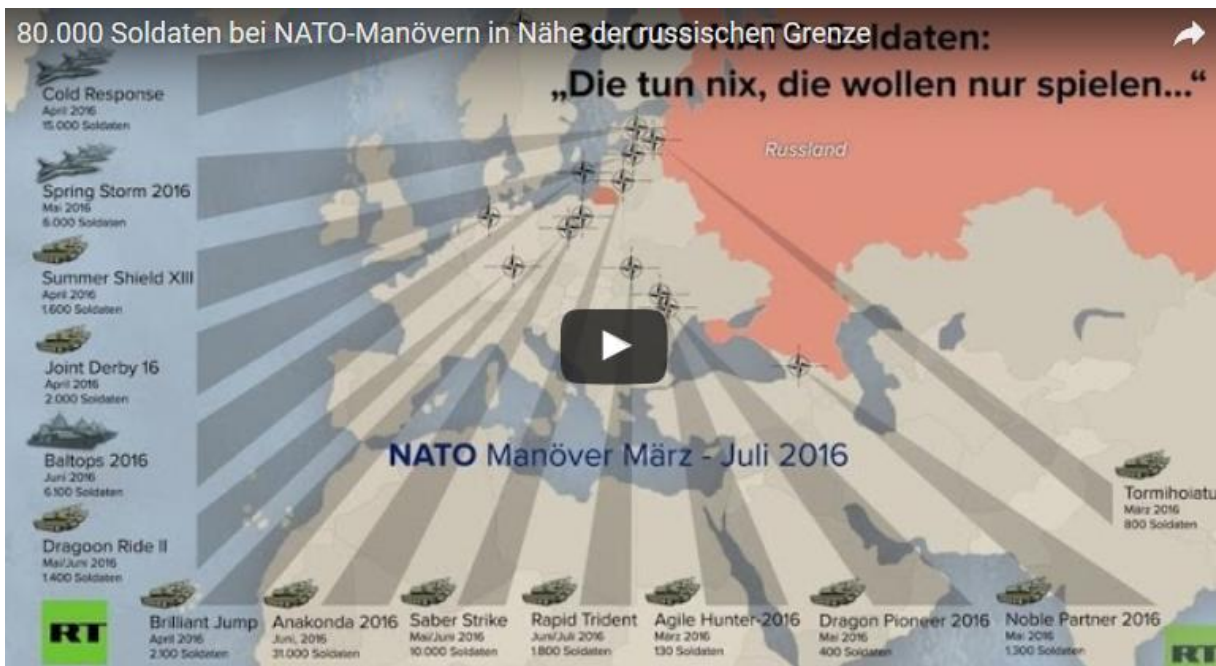 80.000 Soldaten bei NATO-Manövern in Nähe der russischen Grenze
80.000 NATO-Soldaten:
„Die tun nix, die wollen nur spielen...“
Russland
Cold Response
April 2016
15.000 Soldaten
Spring Storm 2016
Mai 2016
6.000 Soldaten
Summer Shield XIII
April 2016
1.600 Soldaten
Joint Derby 16
April 2016
2.000 Soldaten
Baltops 2016
Juni 2016
6.100 Soldaten
Dragoon Ride II
Mai/Juni 2016
1.400 Soldaten
NATO Manöver März - Juli 2016
Tormihoiatu
März 2016
800 Soldaten
RT
Brilliant Jump
April 2016
2.100 Soldaten
Anakonda 2016
Juni, 2016
31.000 Soldaten
Saber Strike
Mai/Juni 2016
10.000 Soldaten
Rapid Trident
Juni/Juli 2016
1.800 Soldaten
Agile Hunter-2016
März 2016
130 Soldaten
Dragon Pioneer 2016
Mai 2016
400 Soldaten
Noble Partner 2016
Mai 2016
1.300 Soldaten
RT